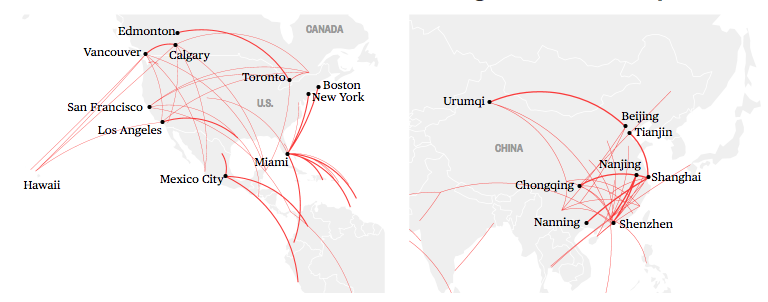 Edmonton
CANADA
Vancouver
Calgary
Toronto
Boston
New York
San Francisco
U.S.
Los Angeles
Miami
Mexico City
Hawaii
Urumqi
Beijing
Tianjin
CHINA
Nanjing
Chongqing
Shanghai
Nanning
Shenzhen